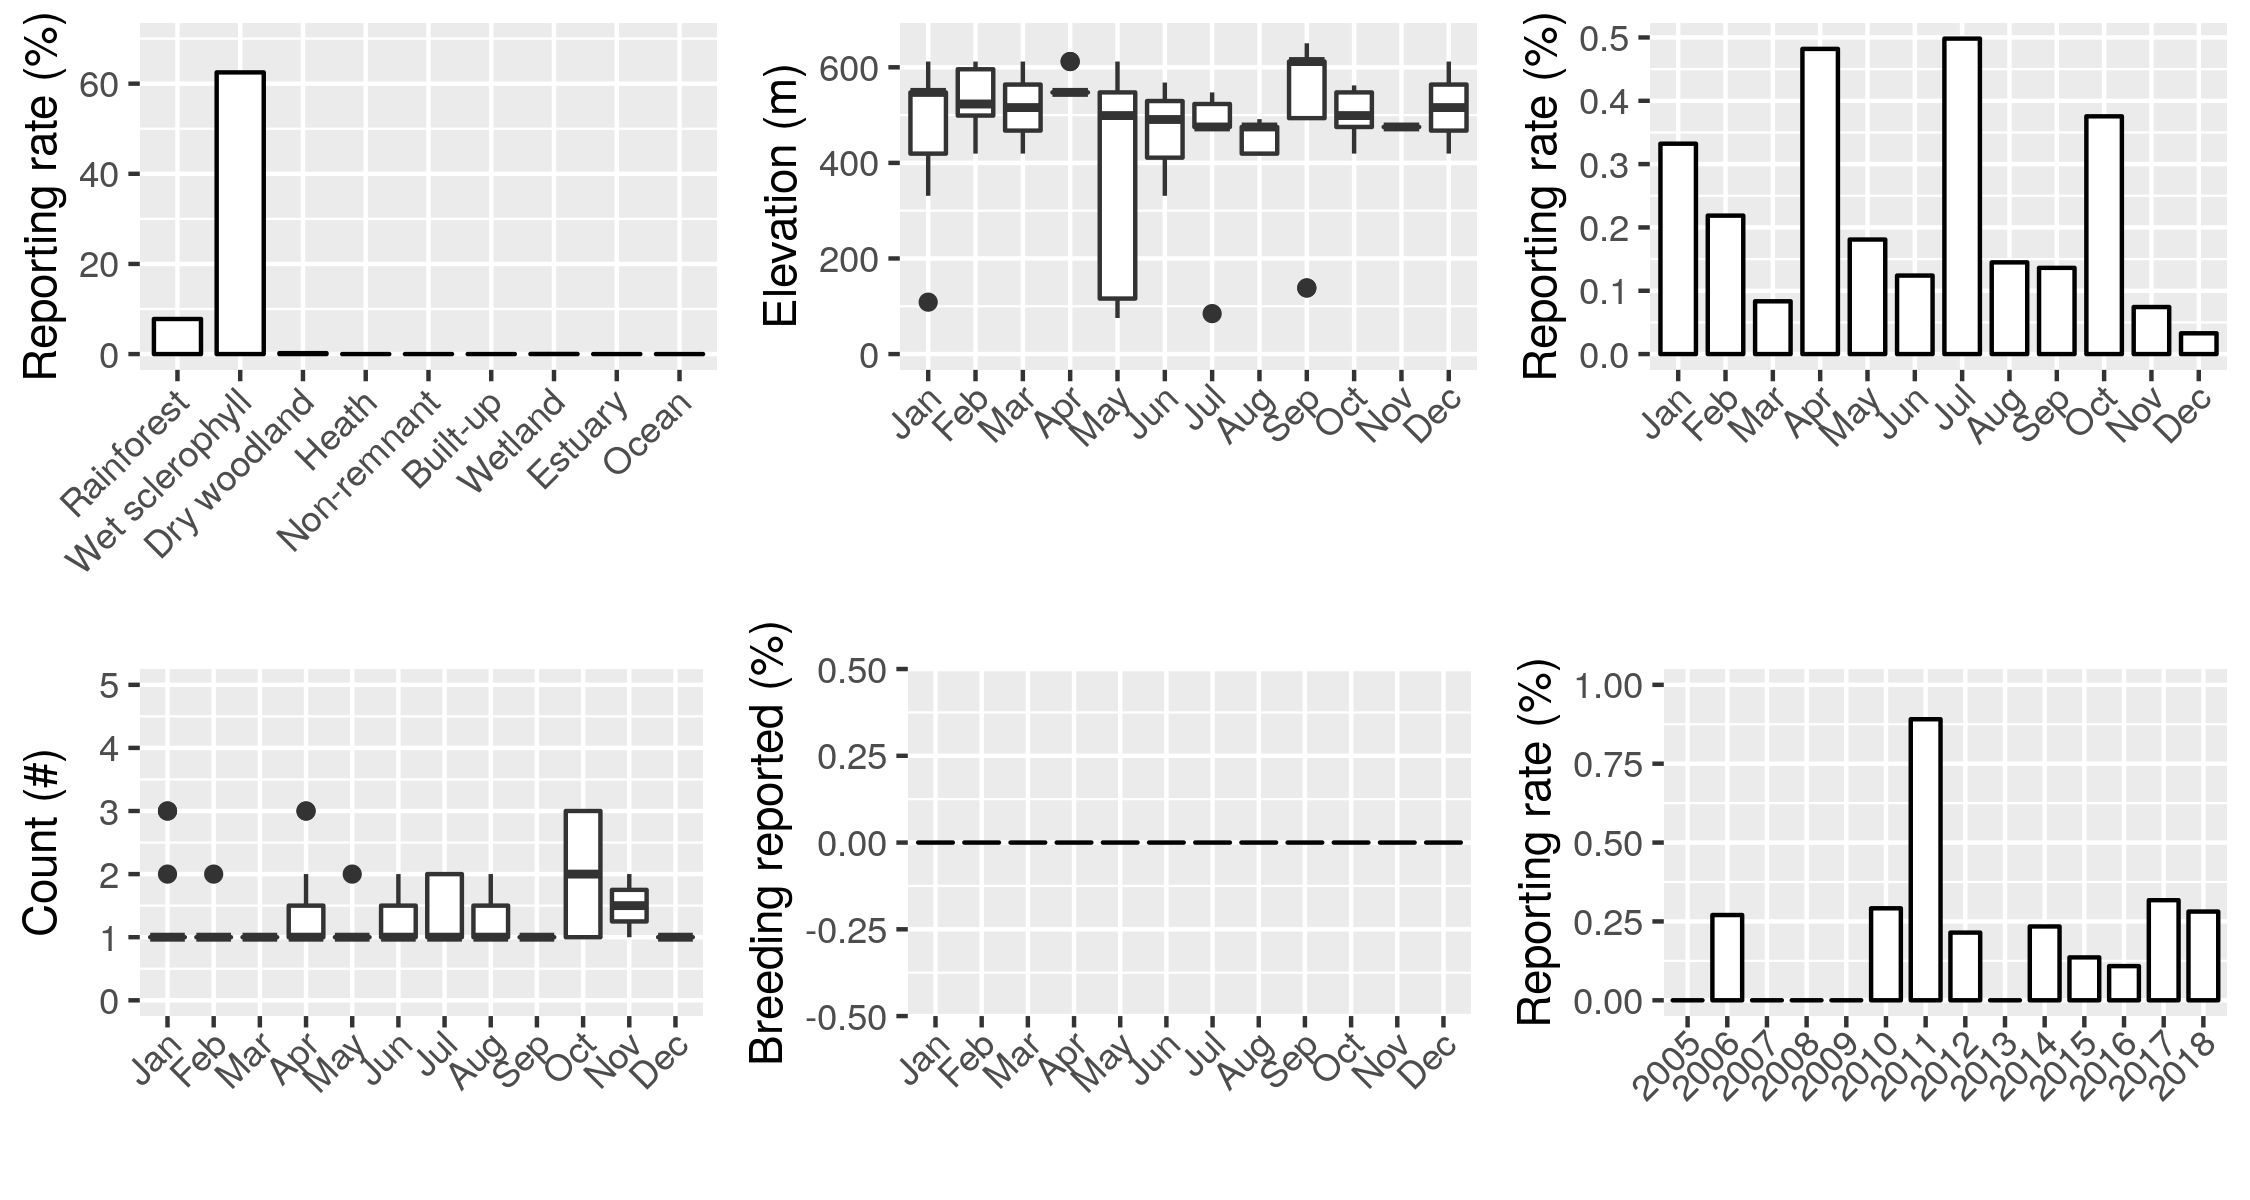 Reporting rate (%)
60
40
20
0
Rainforest
Wet sclerophyll
Dry woodland
Heath
Non-remnant
Built-up
Wetland
Estuary
Ocean
Elevation (m)
600
400
200
0
Jan
Feb
Mar
Apr
May
Jun
Jul
Aug
Sep
Oct
Nov
Dec
Reporting rate (%)
0.5
0.4
0.3
0.2
0.1
0.0
Jan
Feb
Mar
Apr
May
Jun
Jul
Aug
Sep
Oct
Nov
Dec
Count (#)
5
4
3
2
1
0
Jan
Feb
Mar
Apr
May
Jun
Jul
Aug
Sep
Oct
Nov
Dec
Breeding reported (%)
0.50
0.25
0.00
-0.25
-0.50
Jan
Feb
Mar
Apr
May
Jun
Jul
Aug
Sep
Oct
Nov
Dec
Reporting rate (%)
1.00
0.75
0.50
0.25
0.00
2005
2006
2007
2008
2009
2010
2011
2012
2013
2014
2015
2016
2017
2018